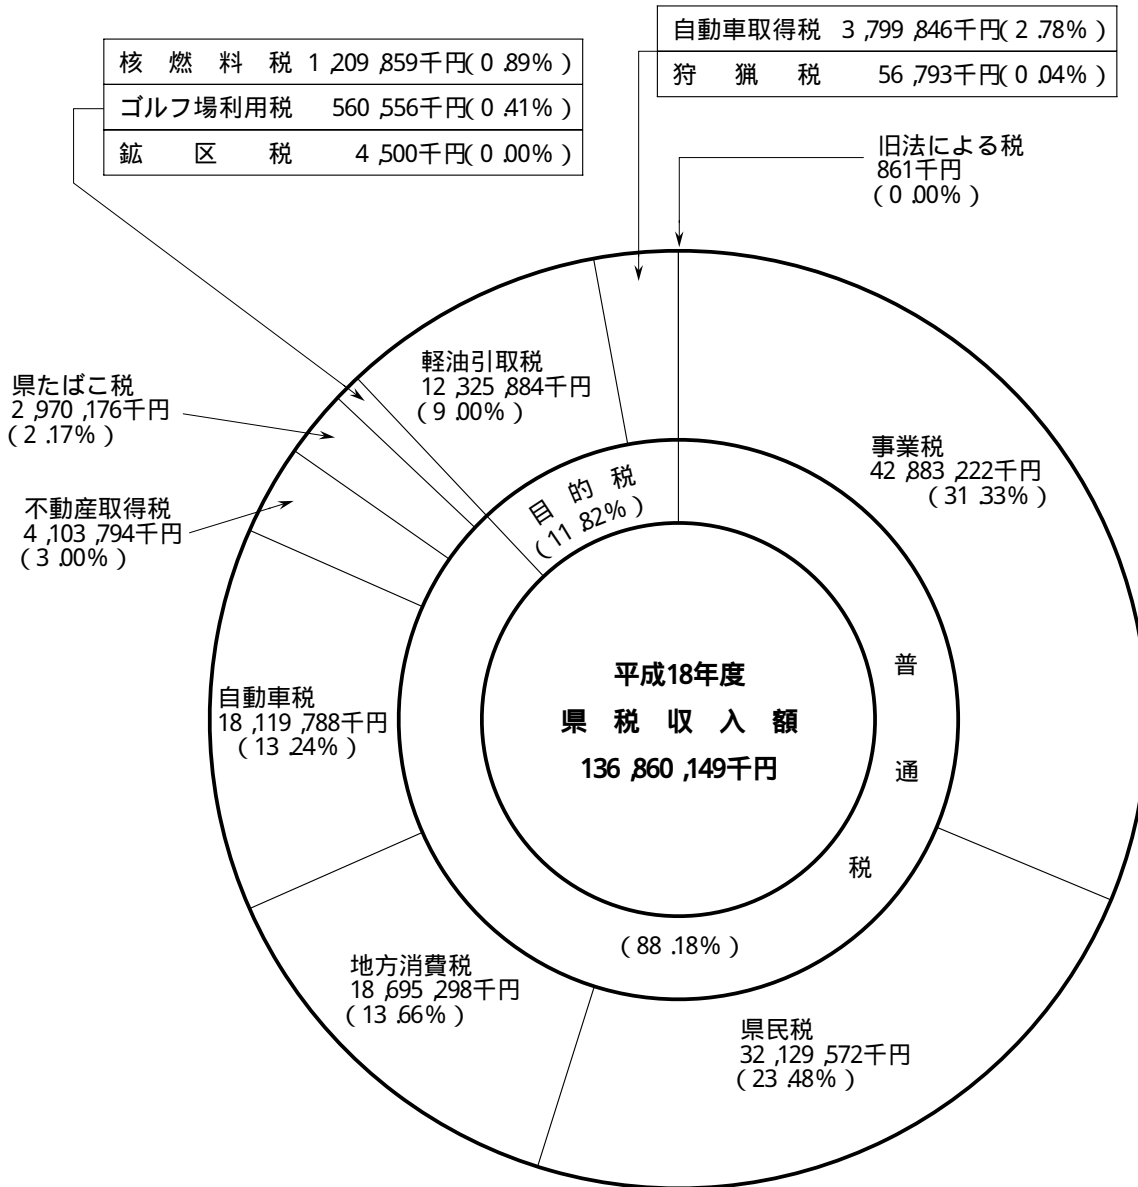 自動車取得税 3,799,846千円(2.78%)
狩猟税 56,793千円(0.04%)
核燃料税 1,209,859千円(0.89%)
ゴルフ場利用税 560,556千円(0.41%)
鉱区税 4,500千円(0.00%)
旧法による税
861千円
(0.00%)
軽油引取税
12,325,884千円
(9.00%)
県たばこ税
2,970,176千円
(2.17%)
不動産取得税
4,103,794千円
(3.00%)
事業税
42,883,222千円
(31.33%)
目的税
(11.82%)
自動車税
18,119,788千円
(13.24%)
平成18年度
県税収入額
136,860,149千円
普通税
(88.18%)
地方消費税
18,695,298千円
(13.66%)
県民税
32,129,572千円
(23.48%)